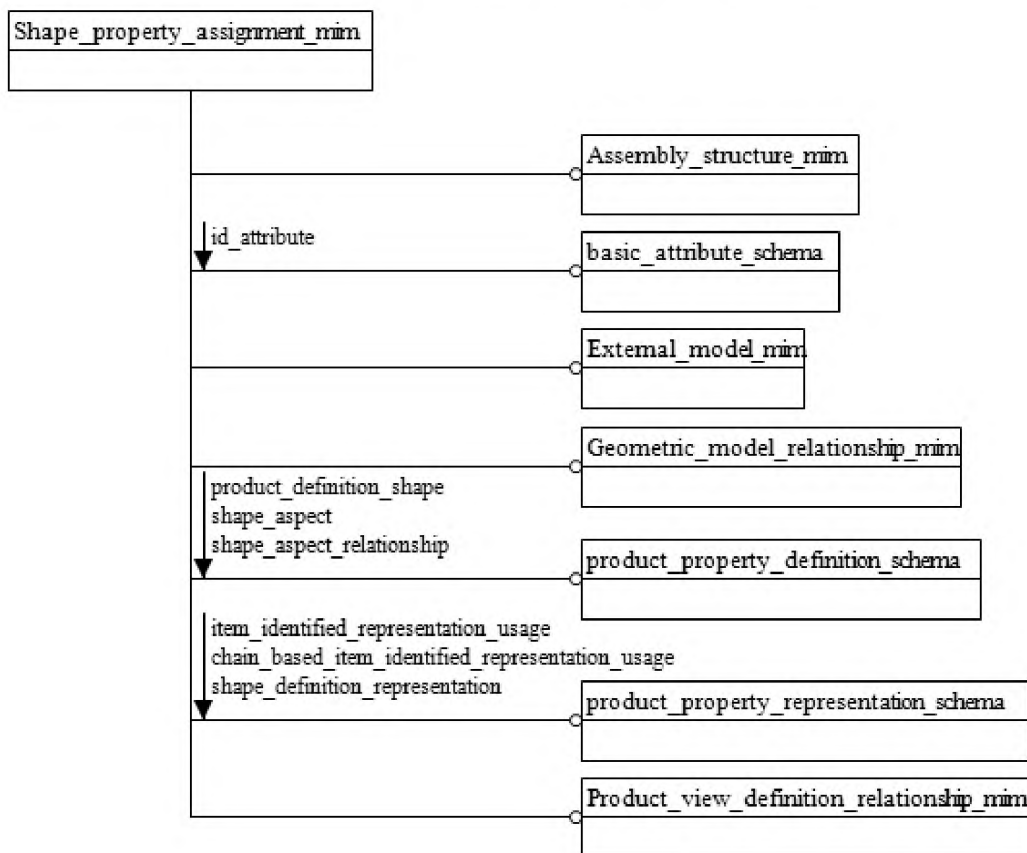 Shape_property_assignment_mim
Assembly_structure_mim
id_attribute
basic_attribute_schema
External_model_mim
Geometric_model_relationship_mim
product_definition_shape
shape_aspect
shape_aspect_relationship
product_property_definition_schema
item_identified_representation_usage
chain_based_item_identified_representation_usage
shape_definition_representation
product_property_representation_schema
Product_view_definition_relationship_mim